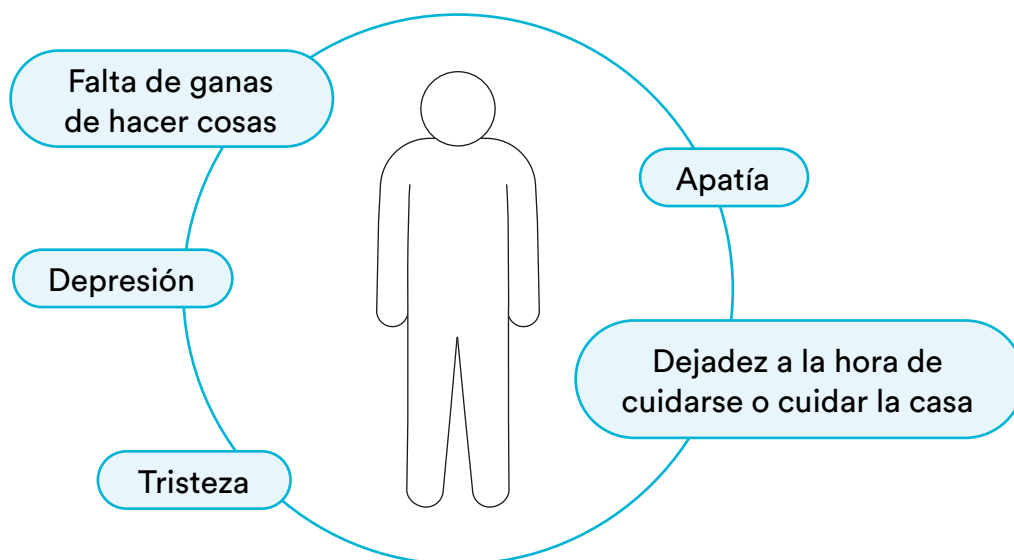 Falta de ganas
de hacer cosas
Apatía
Depresión
Dejadez a la hora de
cuidarse o cuidar la casa
Tristeza